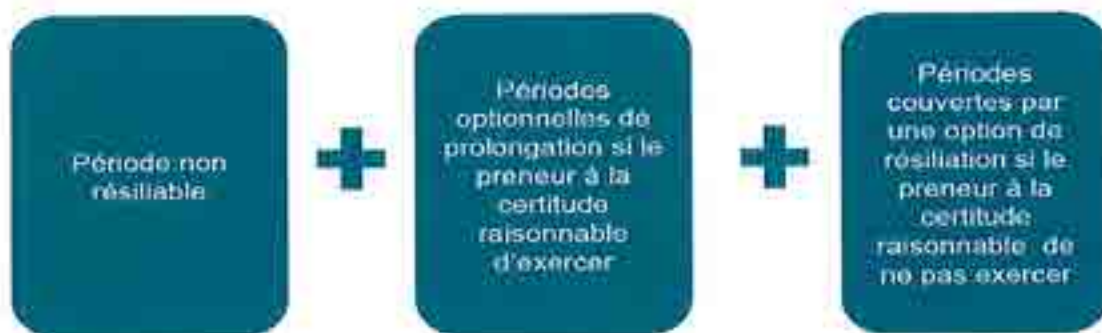 Période non
résiliable
Périodes
optionnelles de
prolongation si le
preneur à la
certitude
raisonnable
d'exercer
Périodes
couvertes par
une option de
résiliation si le
preneur à la
certitude
raisonnable de
ne pas exercer